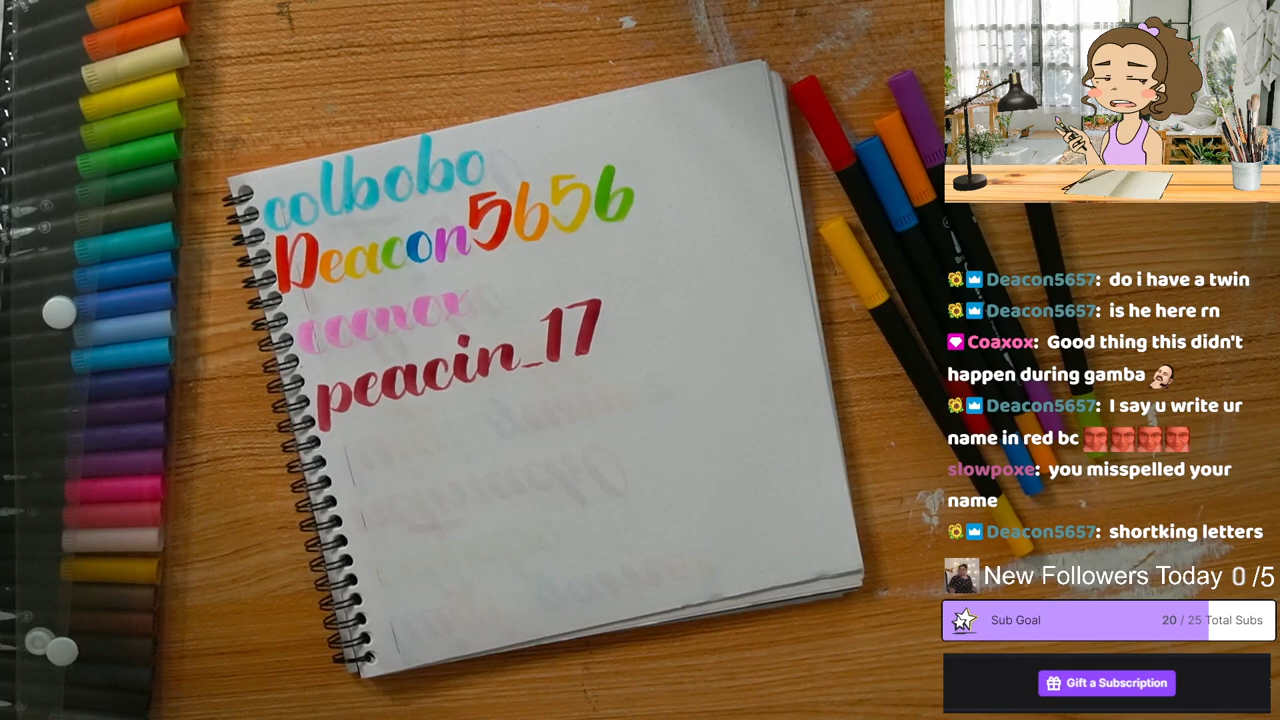 colbobo
Deacon5656
coaxox
peacin_17
Deacon5657: do i have a twin
Deacon5657: is he here rn
Coaxox: Good thing this didn't
happen during gamba
Deacon5657: I say u write ur
name in red bc
slowpoxe: you misspelled your
name
Deacon5657: shortking letters
New Followers Today 0 /5
Sub Goal 20 / 25 Total Subs
Gift a Subscription